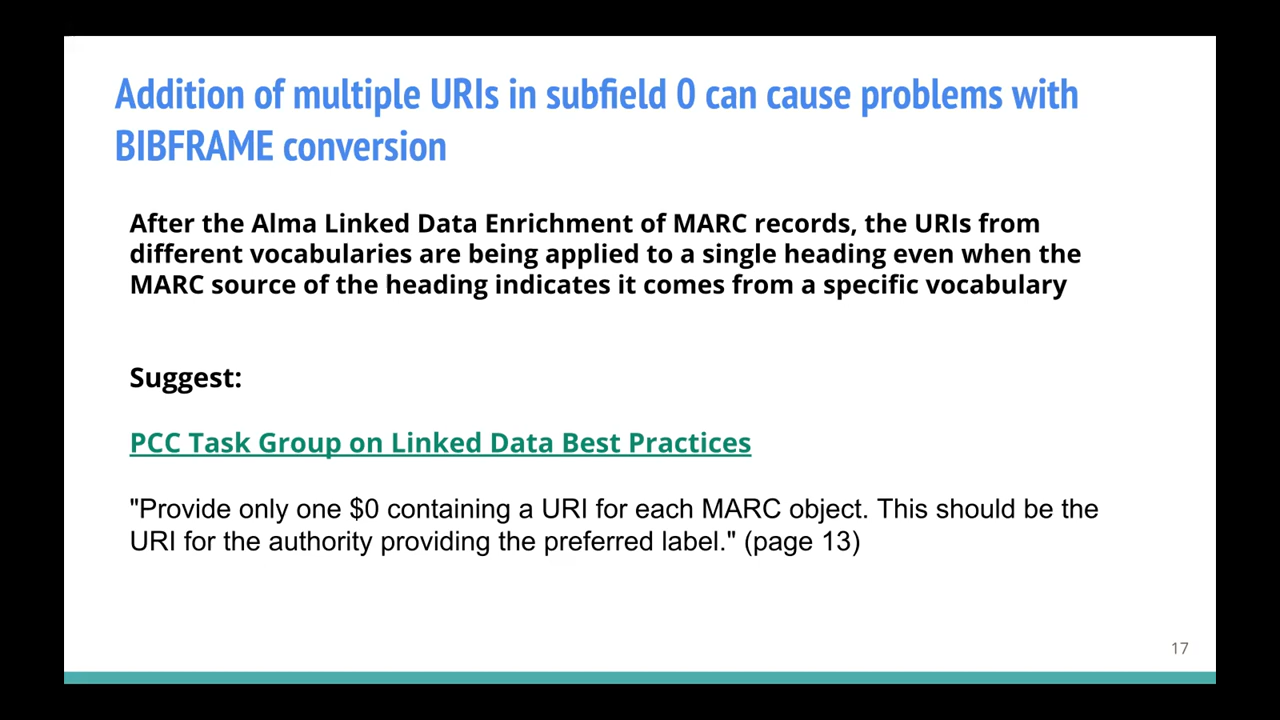 Addition of multiple URIs in subfield 0 can cause problems with
BIBFRAME conversion
After the Alma Linked Data Enrichment of MARC records, the URIs from
different vocabularies are being applied to a single heading even when the
MARC source of the heading indicates it comes from a specific vocabulary
Suggest:
PCC Task Group on Linked Data Best Practices
"Provide only one $0 containing a URI for each MARC object. This should be the
URI for the authority providing the preferred label." (page 13)
17